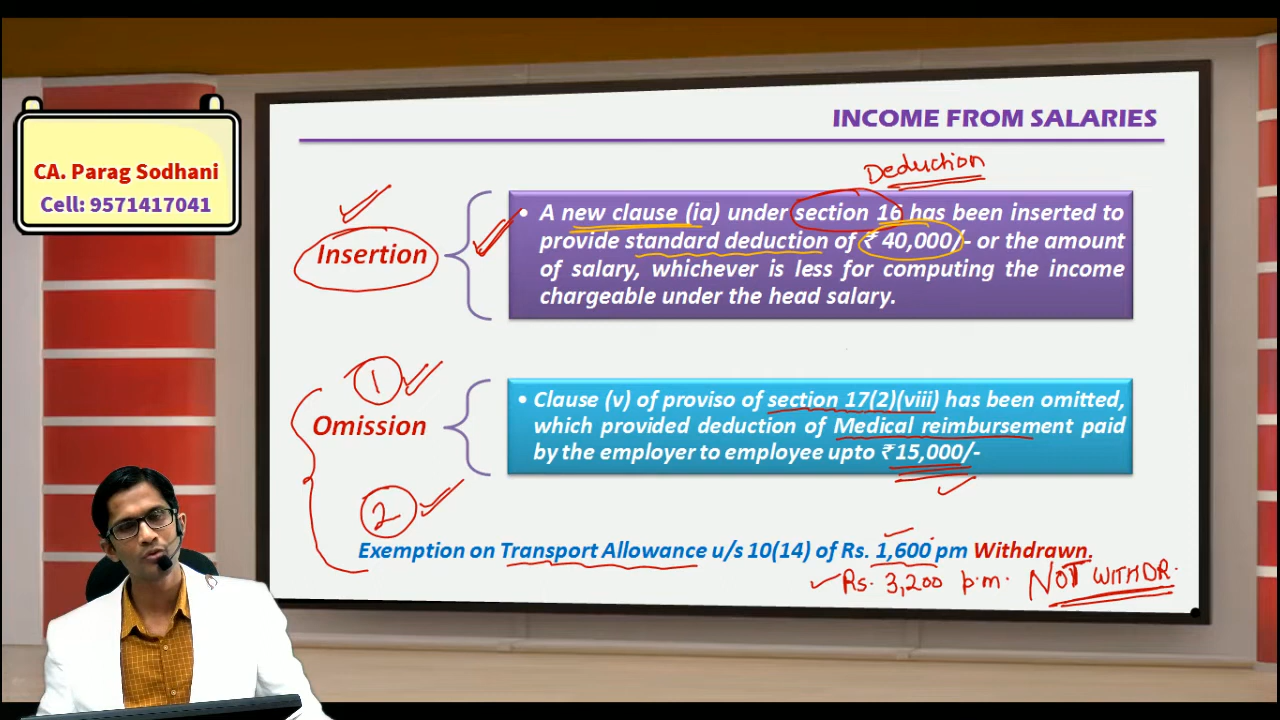 CA. Parag Sodhani
Cell: 9571417041
INCOME FROM SALARIES
Deduction
Insertion
• A new clause (ia) under section 16 has been inserted to
provide standard deduction of ₹ 40,000/- or the amount
of salary, whichever is less for computing the income
chargeable under the head salary.
1
Omission
• Clause (v) of proviso of section 17(2)(viii) has been omitted,
which provided deduction of Medical reimbursement paid
by the employer to employee upto ₹15,000/-
2
Exemption on Transport Allowance u/s 10(14) of Rs. 1,600 pm Withdrawn.
Rs. 3,200 p.m. NOT WITHDR.